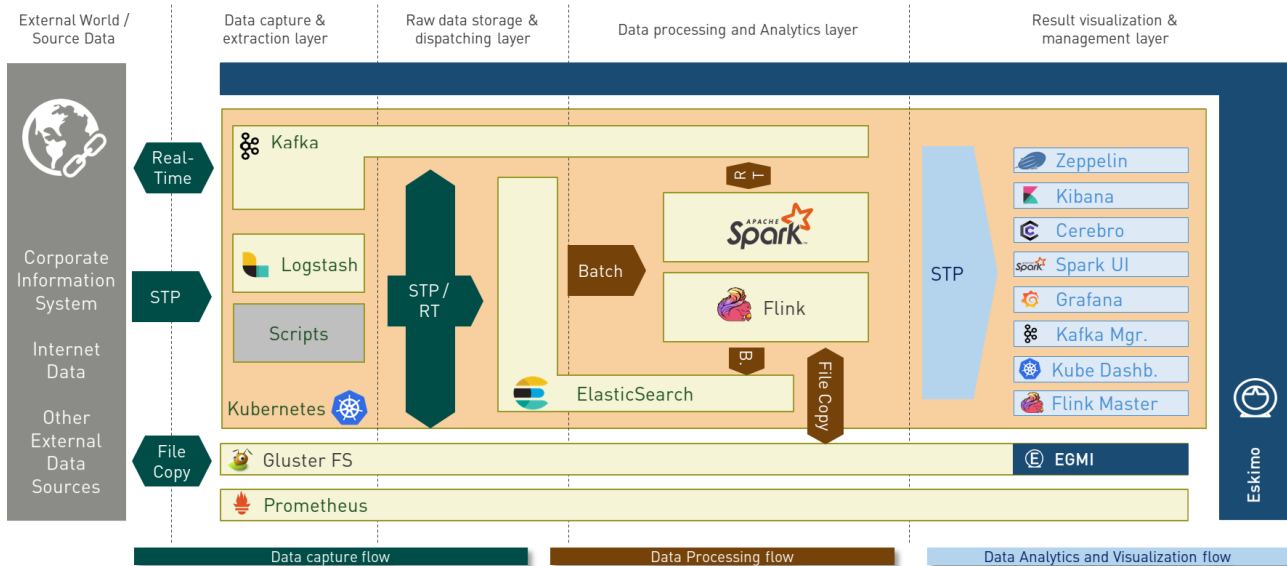 External World /
Source Data
Data capture &
extraction layer
Raw data storage &
dispatching layer
Data processing and Analytics layer
Result visualization &
management layer
Real-
Time
STP
File
Copy
Corporate
Information
System
Internet
Data
Other
External
Data
Sources
Kafka
Logstash
Scripts
Kubernetes
STP /
RT
ElasticSearch
Batch
R T
APACHE
Spark
Flink
B.
File Copy
STP
Zeppelin
Kibana
Cerebro
Spark
Spark UI
Grafana
Kafka Mgr.
Kube Dashb.
Flink Master
Gluster FS
E EGMI
Prometheus
Eskimo
Data capture flow
Data Processing flow
Data Analytics and Visualization flow